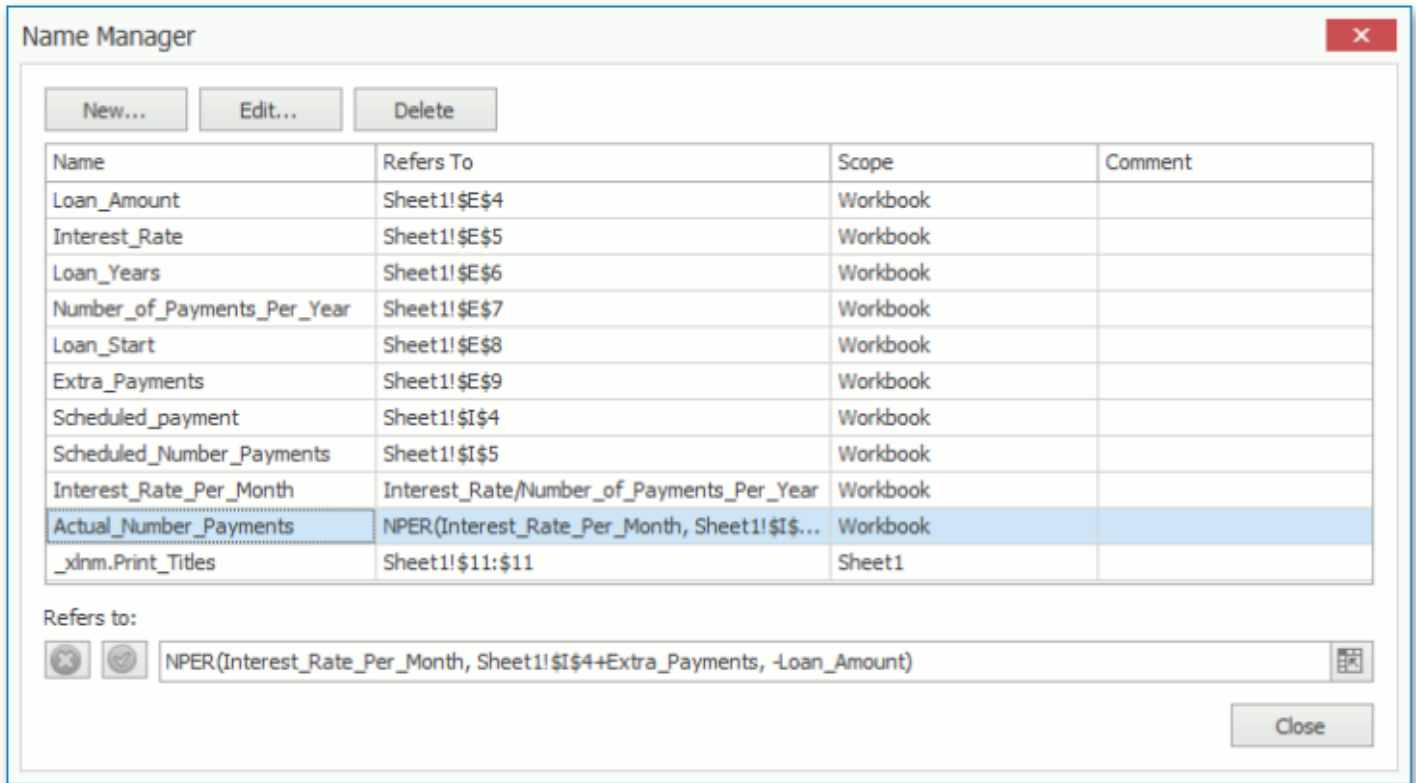 Name Manager
New... Edit... Delete
Name Refers To Scope Comment
Loan_Amount Sheet1!$E$4 Workbook
Interest_Rate Sheet1!$E$5 Workbook
Loan_Years Sheet1!$E$6 Workbook
Number_of_Payments_Per_Year Sheet1!$E$7 Workbook
Loan_Start Sheet1!$E$8 Workbook
Extra_Payments Sheet1!$E$9 Workbook
Scheduled_payment Sheet1!$I$4 Workbook
Scheduled_Number_Payments Sheet1!$I$5 Workbook
Interest_Rate_Per_Month Interest_Rate/Number_of_Payments_Per_Year Workbook
Actual_Number_Payments NPER(Interest_Rate_Per_Month, Sheet1!$I$... Workbook
_xlnm.Print_Titles Sheet1!$11:$11 Sheet1
Refers to:
NPER(Interest_Rate_Per_Month, Sheet1!$I$4+Extra_Payments, -Loan_Amount)
Close